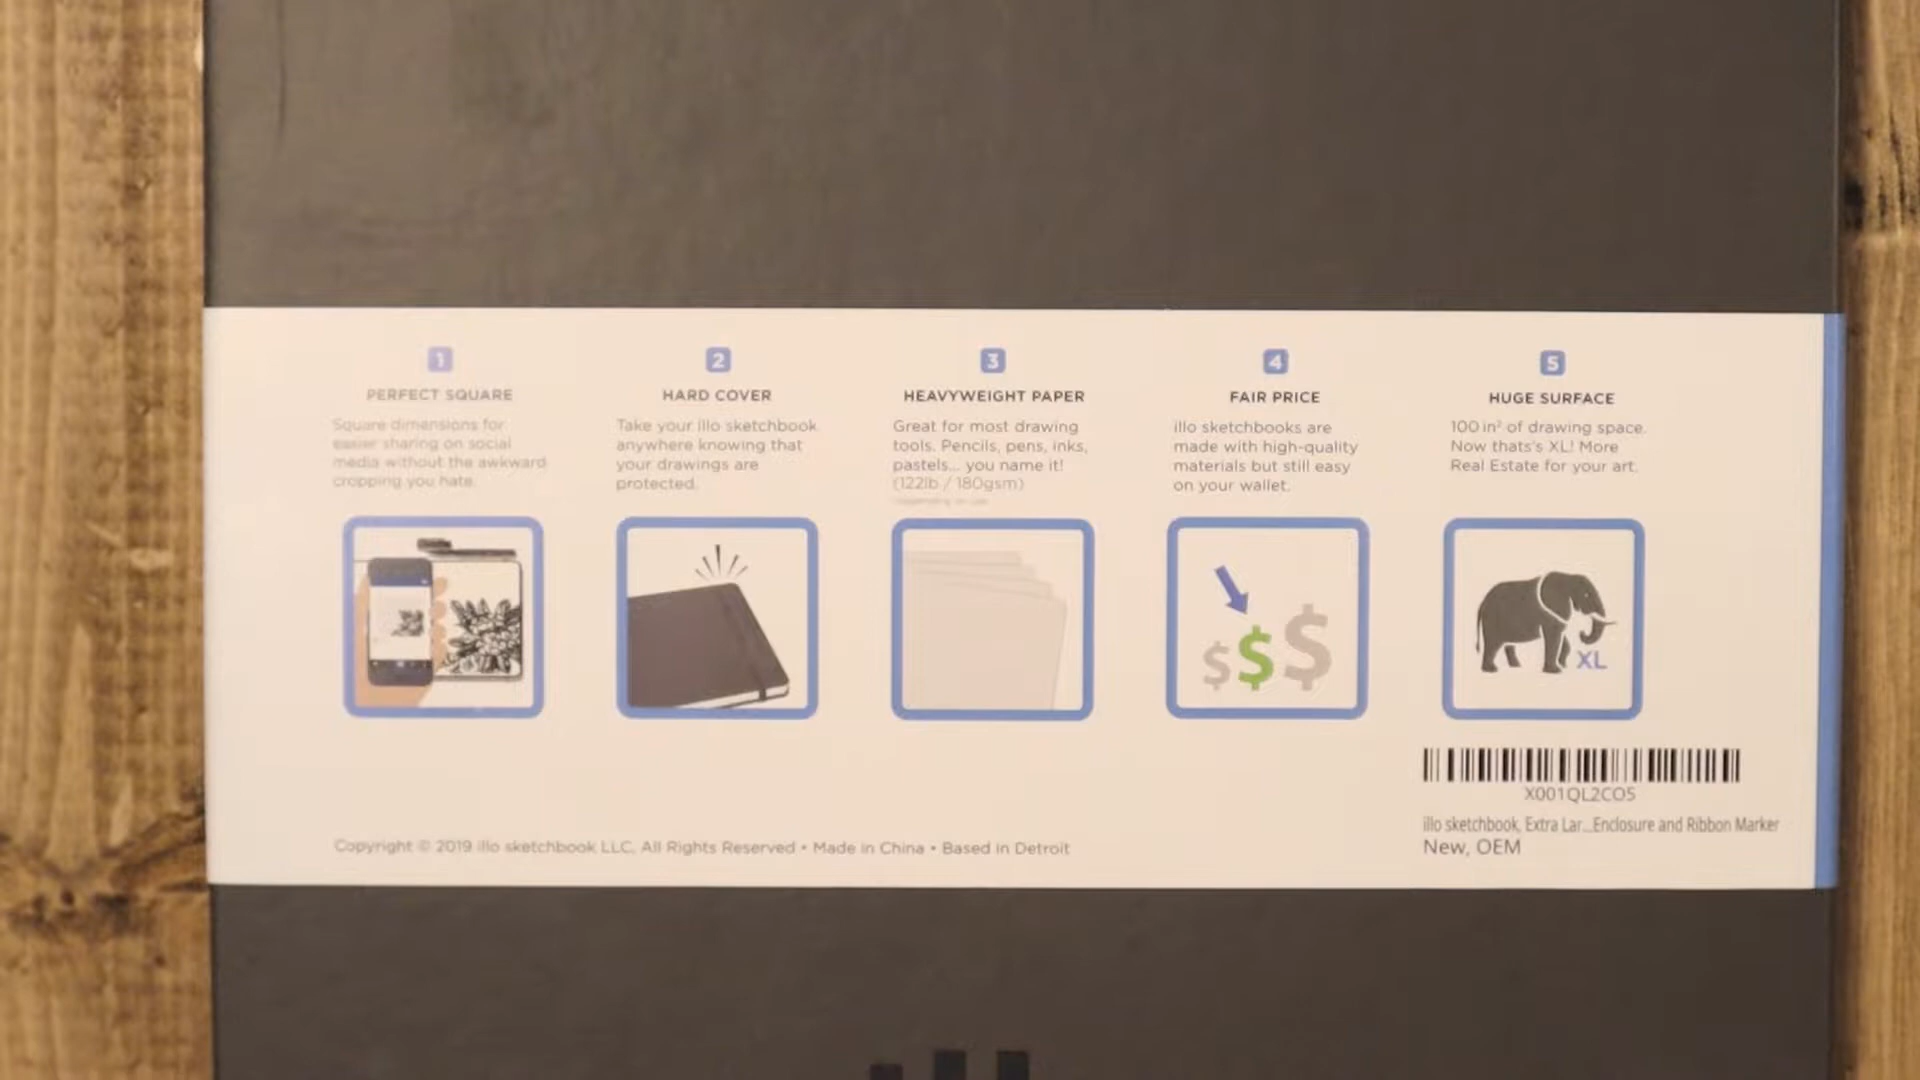 1
PERFECT SQUARE
Square dimensions for
easier sharing on social
media without the awkward
cropping you hate.
2
HARD COVER
Take your illo sketchbook
anywhere knowing that
your drawings are
protected.
3
HEAVYWEIGHT PAPER
Great for most drawing
tools. Pencils, pens, inks,
pastels... you name it!
(122lb / 180gsm)
4
FAIR PRICE
illo sketchbooks are
made with high-quality
materials but still easy
on your wallet.
5
HUGE SURFACE
100 in² of drawing space.
Now thats's XL! More
Real Estate for your art.
$ $ $
XL
X001QL2CO5
illo sketchbook, Extra Lar...Enclosure and Ribbon Marker
New, OEM
Copyright © 2019 illo sketchbook LLC. All Rights Reserved • Made in China • Based in Detroit